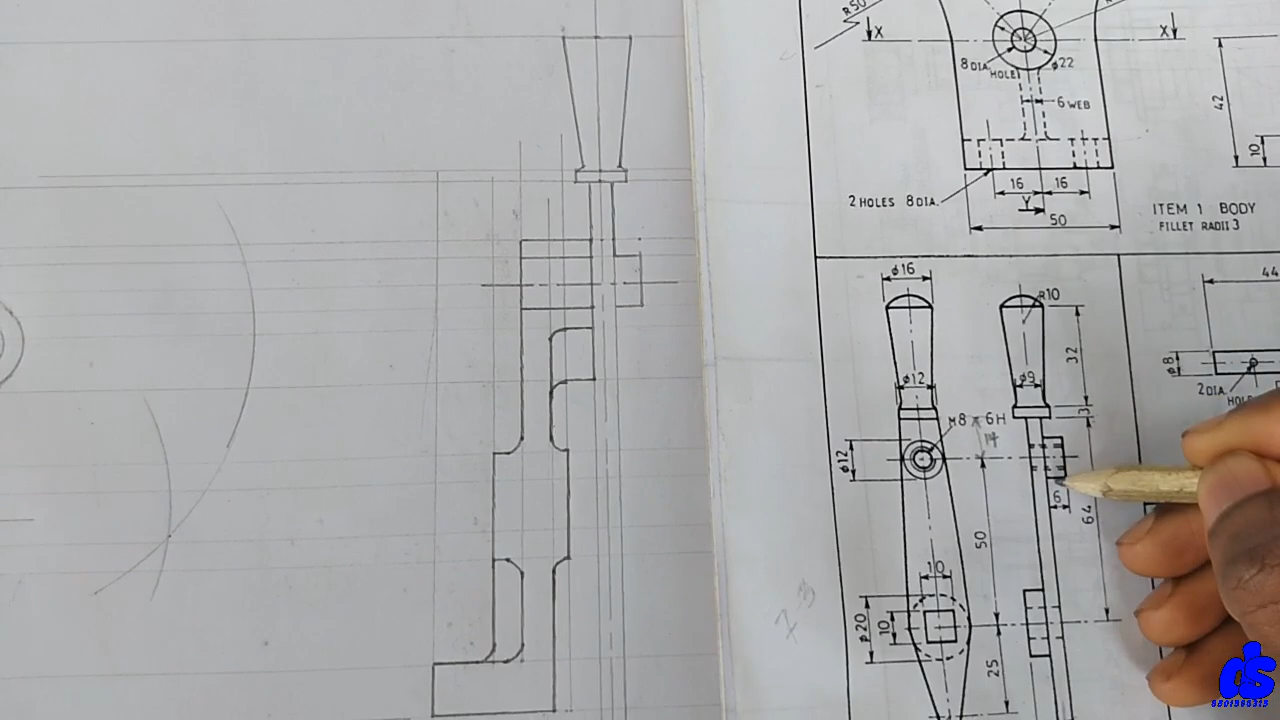 R50
X
X
8 DIA.
HOLE
φ22
6 WEB
42
10
16
16
2 HOLES 8 DIA.
Y
50
ITEM 1 BODY
FILLET RADII 3
φ16
R10
44
32
φ12
φ9
φ8
2 DIA.
3
M8 × 6H
14
φ12
6
64
50
10
φ20
10
25